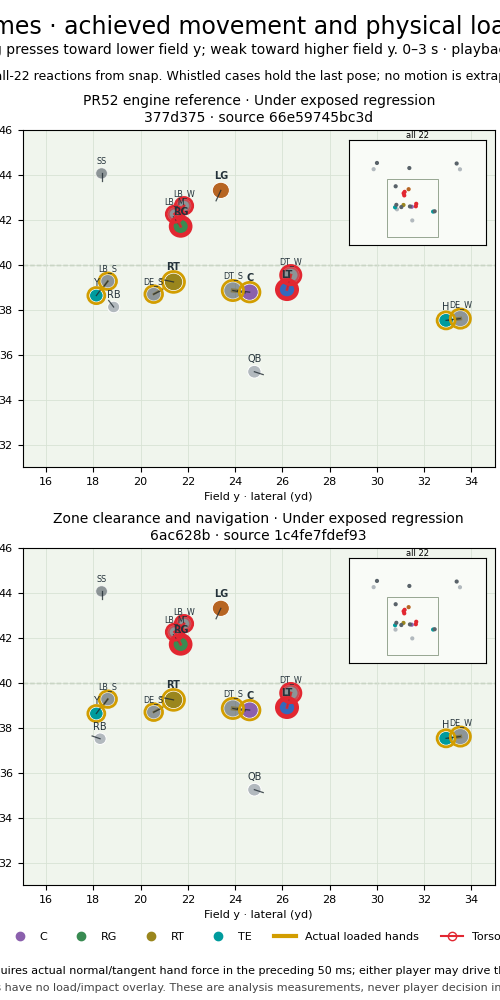 mes · achieved movement and physical loa
presses toward lower field y; weak toward higher field y. 0–3 s · playbac
all-22 reactions from snap. Whistled cases hold the last pose; no motion is extrap
PR52 engine reference · Under exposed regression
377d375 · source 66e59745bc3d
46
all 22
SS
44
LG
LB_W
LB_M
RG
42
40
RT
LB_S
DT_S
C
DT_W
LT
Y
DE_S
RB
H
DE_W
38
QB
36
34
32
16 18 20 22 24 26 28 30 32 34
Field y · lateral (yd)
Zone clearance and navigation · Under exposed regression
6ac628b · source 1c4fe7fdef93
46
all 22
SS
44
LG
LB_W
RG
42
40
RT
LB_S
DT_S
C
DT_W
LT
Y
DE_S
RB
H
DE_W
38
QB
36
34
32
16 18 20 22 24 26 28 30 32 34
Field y · lateral (yd)
C RG RT TE Actual loaded hands Torso
uires actual normal/tangent hand force in the preceding 50 ms; either player may drive th
have no load/impact overlay. These are analysis measurements, never player decision in